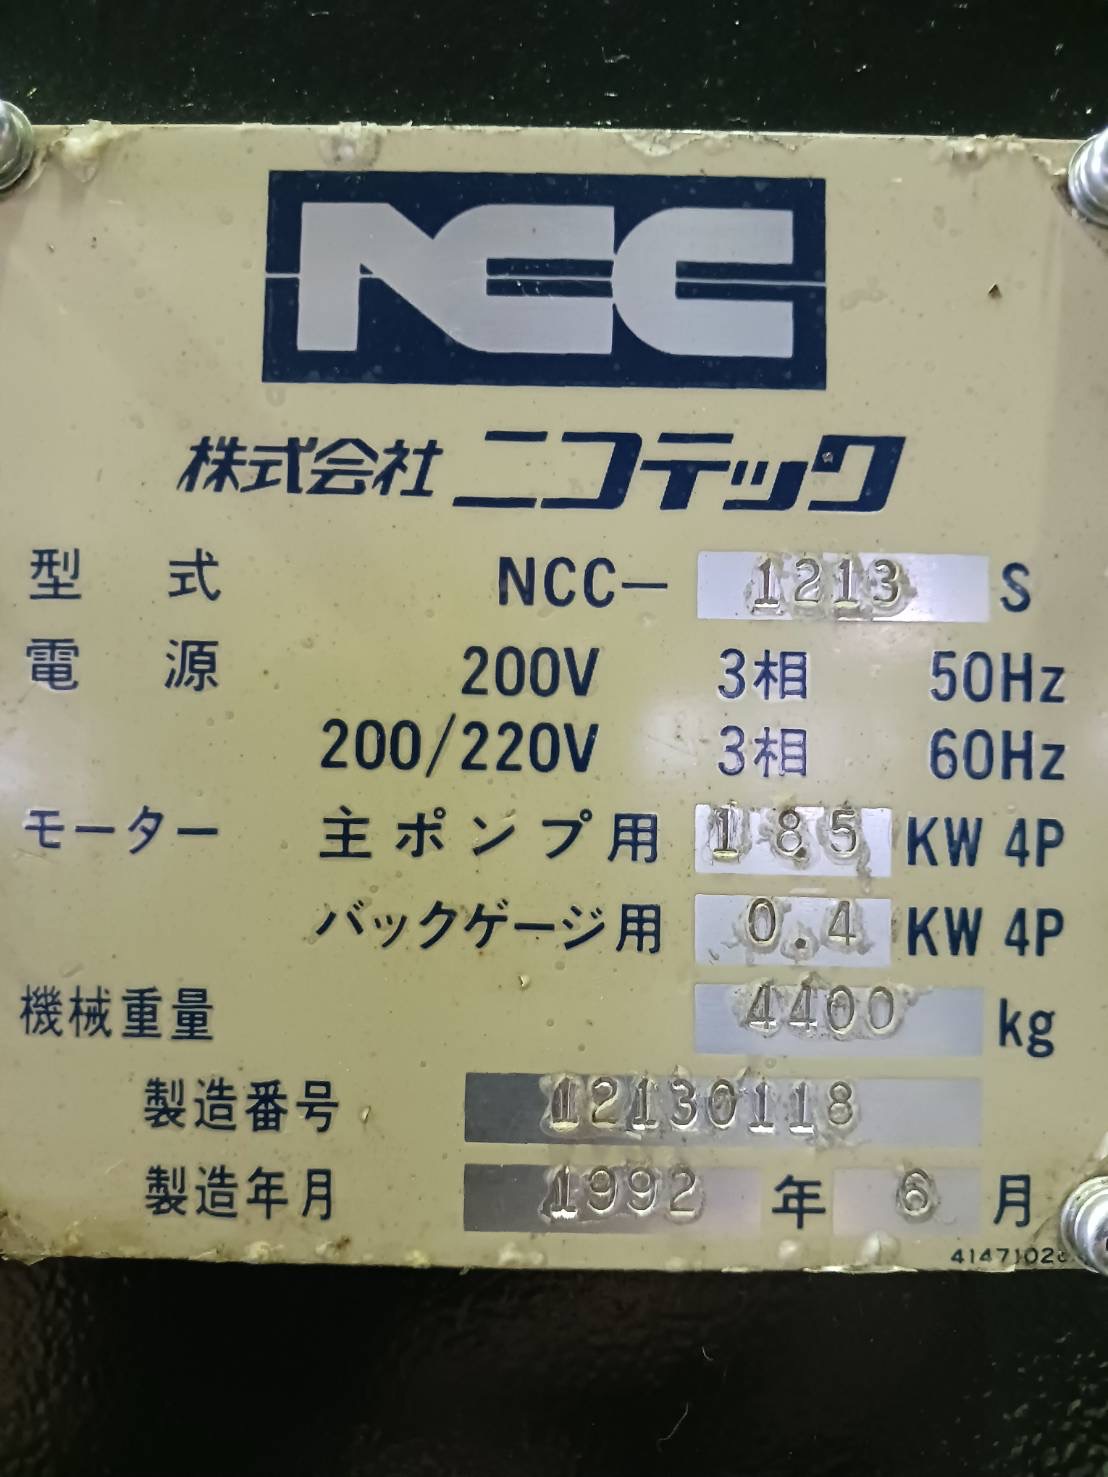 NCC
株式会社ニコテック
型式 NCC- 1213 S
電源 200V 3相 50Hz
200/220V 3相 60Hz
モーター 主ポンプ用 18.5 KW 4P
バックゲージ用 0.4 KW 4P
機械重量 4400 kg
製造番号 12130118
製造年月 1992 年 6 月